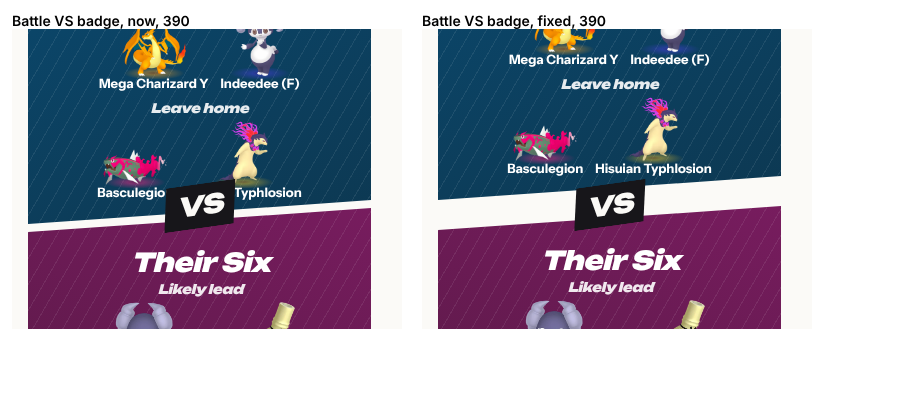 Battle VS badge, now, 390
Mega Charizard Y Indeedee (F)
Leave home
Basculegio Typhlosion
VS
Their Six
Likely lead
Battle VS badge, fixed, 390
Mega Charizard Y Indeedee (F)
Leave home
Basculegion Hisuian Typhlosion
VS
Their Six
Likely lead